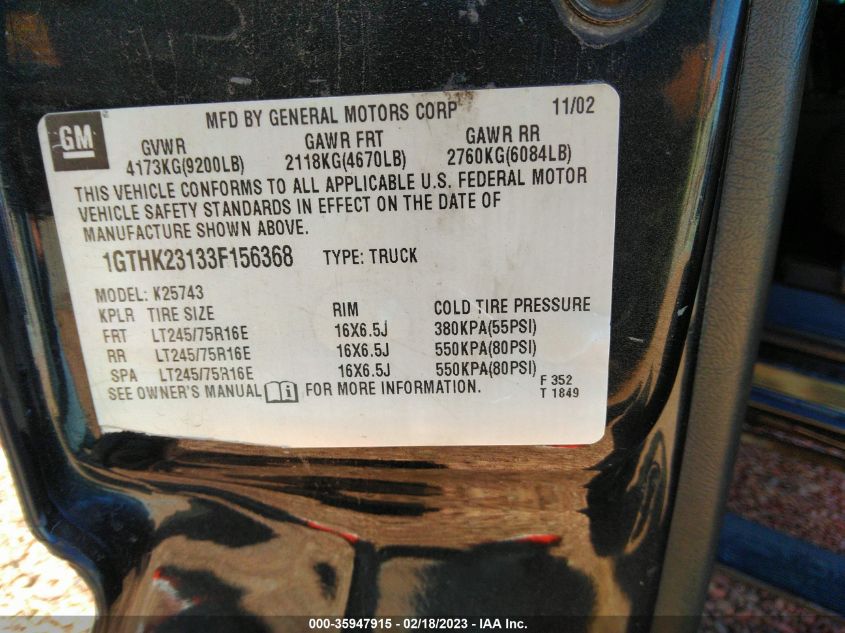 GM
MFD BY GENERAL MOTORS CORP 11/02
GVWR GAWR FRT GAWR RR
4173KG(9200LB) 2118KG(4670LB) 2760KG(6084LB)
THIS VEHICLE CONFORMS TO ALL APPLICABLE U.S. FEDERAL MOTOR
VEHICLE SAFETY STANDARDS IN EFFECT ON THE DATE OF
MANUFACTURE SHOWN ABOVE.
1GTHK23133F156368 TYPE: TRUCK
MODEL: K25743
KPLR TIRE SIZE RIM COLD TIRE PRESSURE
FRT LT245/75R16E 16X6.5J 380KPA(55PSI)
RR LT245/75R16E 16X6.5J 550KPA(80PSI)
SPA LT245/75R16E 16X6.5J 550KPA(80PSI)
SEE OWNER'S MANUAL i FOR MORE INFORMATION. F 352
T 1849
000-35947915 - 02/18/2023 - IAA Inc.